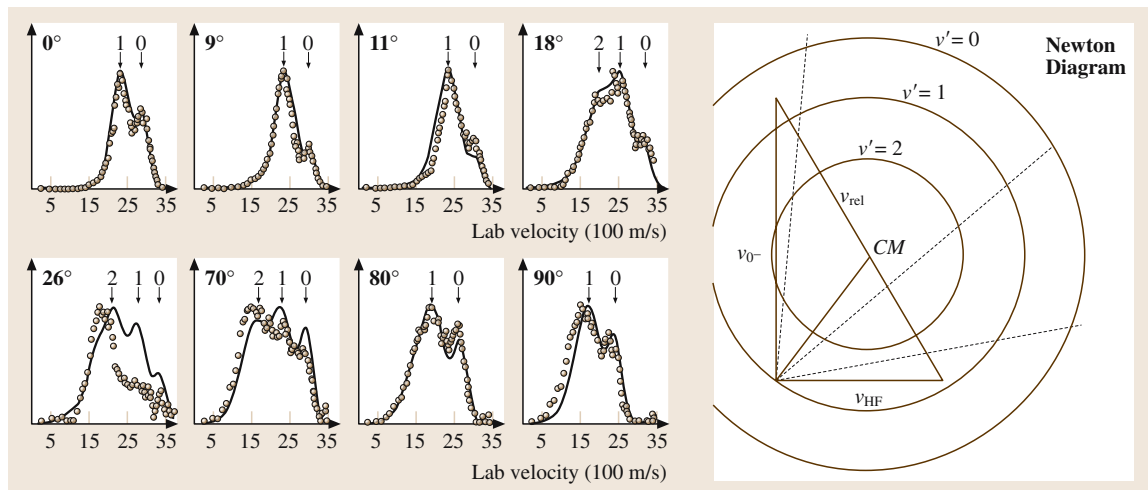 0° 1 0
9° 1 0
11° 1 0
18° 2 1 0
5 15 25 35
5 15 25 35
5 15 25 35
5 15 25 35
Lab velocity (100 m/s)
26° 2 1 0
70° 2 1 0
80° 1 0
90° 1 0
5 15 25 35
5 15 25 35
5 15 25 35
5 15 25 35
Lab velocity (100 m/s)
Newton
Diagram
v′= 0
v′= 1
v′= 2
vrel
v0–
CM
vHF